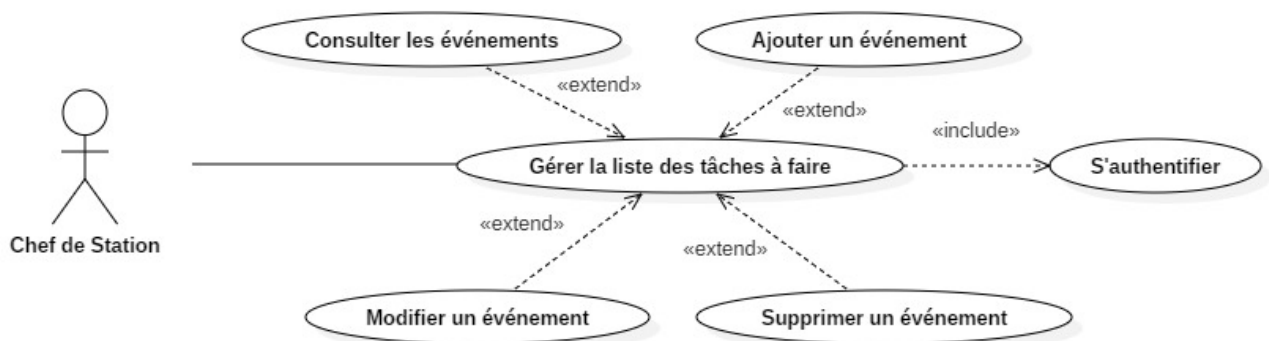 Consulter les événements
Ajouter un événement
«extend»
«extend»
«include»
Gérer la liste des tâches à faire
S'authentifier
«extend»
«extend»
Chef de Station
Modifier un événement
Supprimer un événement